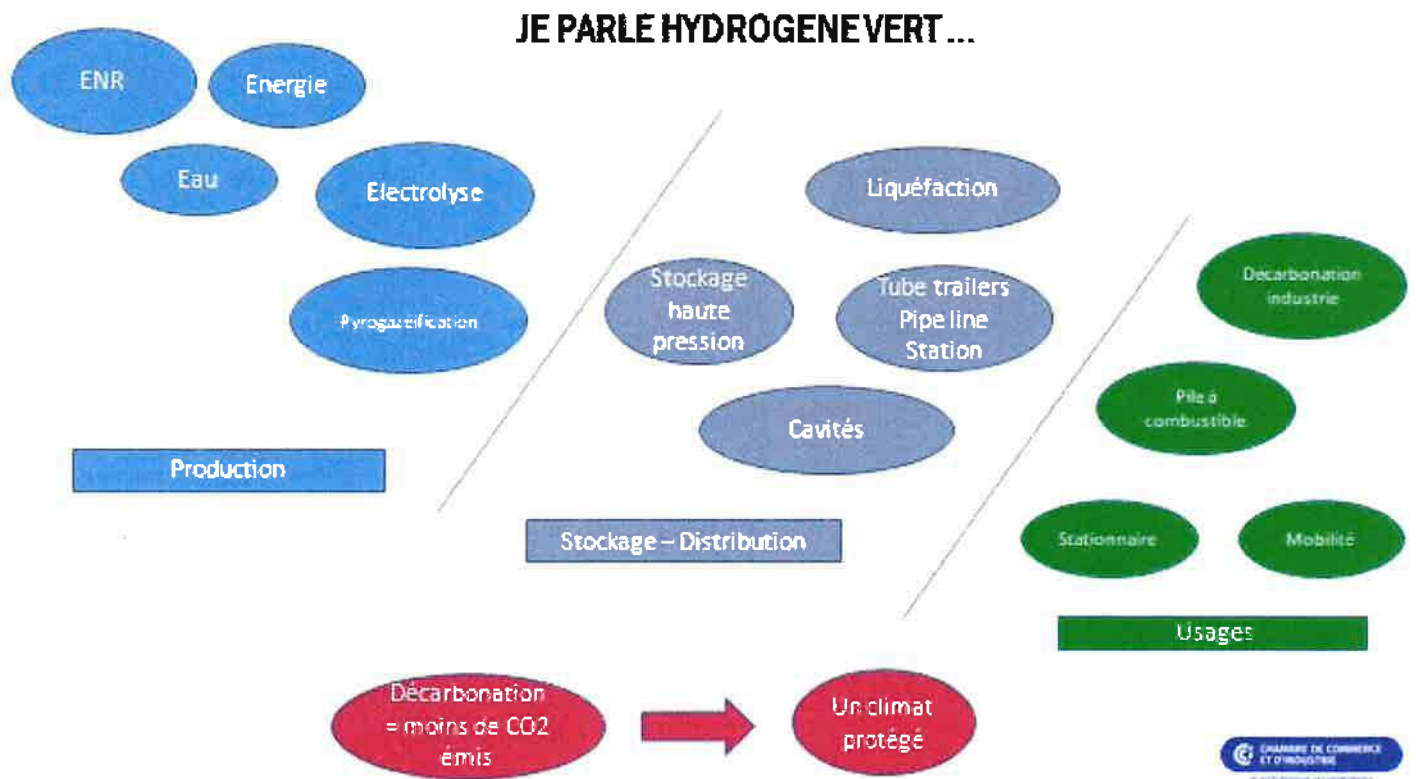 JE PARLE HYDROGENE VERT ...
ENR
Energie
Eau
Electrolyse
Pyrogazéification
Production
Liquéfaction
Stockage
haute
pression
Tube trailers
Pipe line
Station
Cavités
Stockage – Distribution
Décarbonation
industrie
Pile à
combustible
Stationnaire
Mobilité
Usages
Décarbonation
= moins de CO2
émis
Un climat
protégé
CHAMBRE DE COMMERCE
ET D'INDUSTRIE